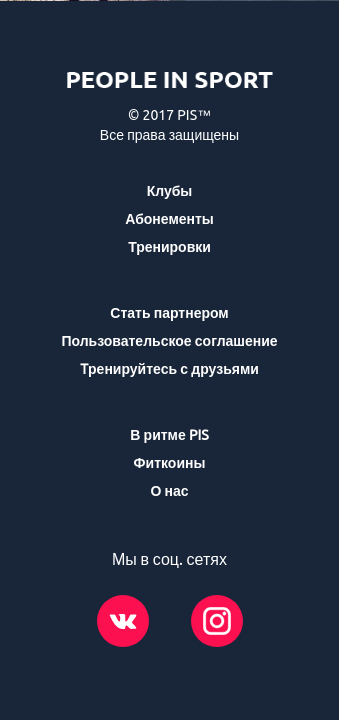 PEOPLE IN SPORT
© 2017 PIS™
Все права защищены
Клубы
Абонементы
Тренировки
Стать партнером
Пользовательское соглашение
Тренируйтесь с друзьями
В ритме PIS
Фиткоины
О нас
Мы в соц. сетях